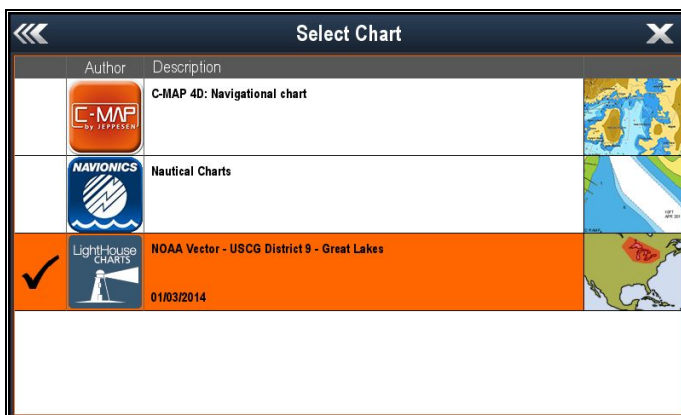 Select Chart
Author Description
C-MAP
by JEPPESEN
C-MAP 4D: Navigational chart
NAVIONICS
Nautical Charts
LightHouse
CHARTS
NOAA Vector - USCG District 9 - Great Lakes
01/03/2014